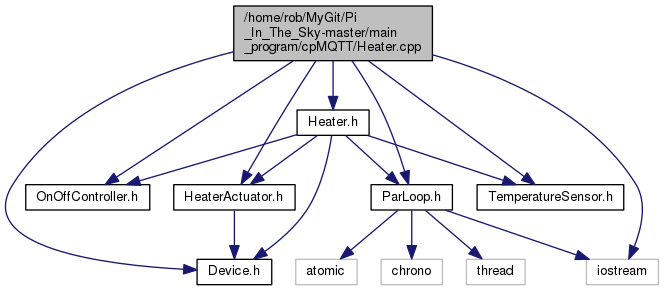 /home/rob/MyGit/Pi
_In_The_Sky-master/main
_program/cpMQTT/Heater.cpp
Heater.h
OnOffController.h
HeaterActuator.h
ParLoop.h
TemperatureSensor.h
Device.h
atomic
chrono
thread
iostream